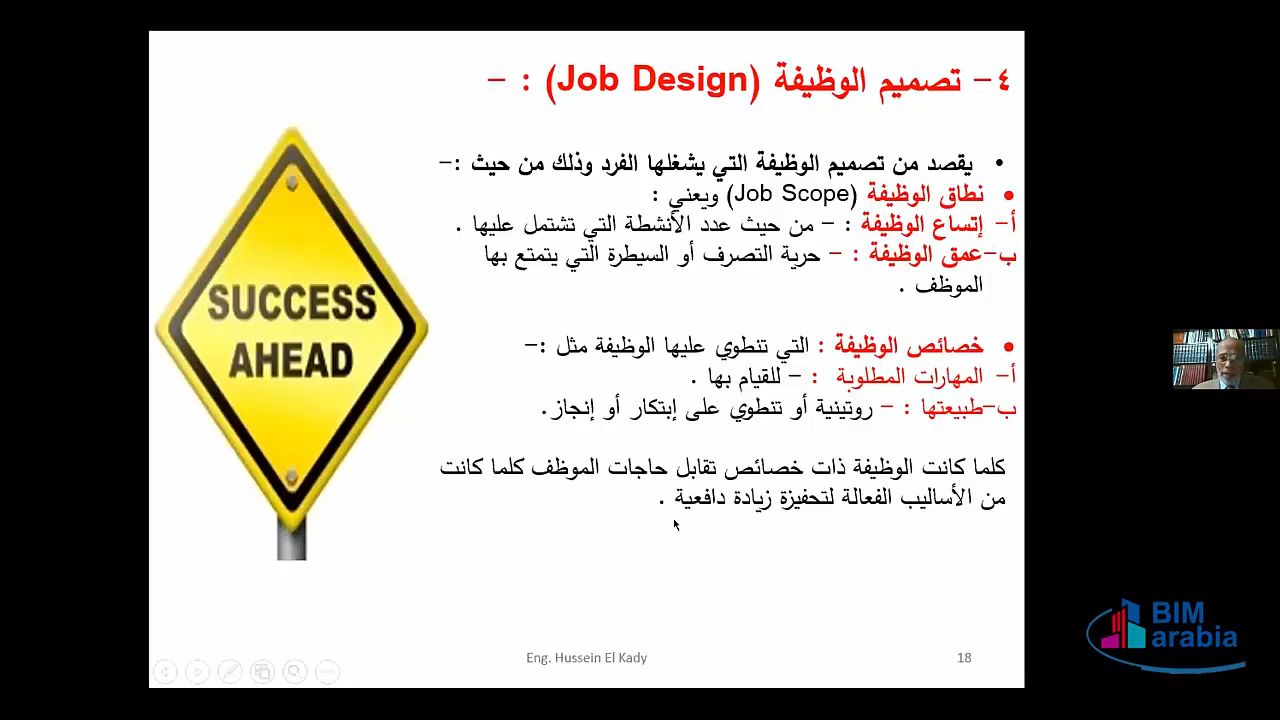 ٤- تصميم الوظيفة (Job Design) : -
• يقصد من تصميم الوظيفة التي يشغلها الفرد وذلك من حيث :-
• نطاق الوظيفة (Job Scope) ويعني :
أ- إتساع الوظيفة : - من حيث عدد الأنشطة التي تشتمل عليها .
ب-عمق الوظيفة : - حرية التصرف أو السيطرة التي يتمتع بها
الموظف .
• خصائص الوظيفة : التي تنطوي عليها الوظيفة مثل :-
أ- المهارات المطلوبة : - للقيام بها .
ب-طبيعتها : - روتينية أو تنطوي على إبتكار أو إنجاز.
كلما كانت الوظيفة ذات خصائص تقابل حاجات الموظف كلما كانت
من الأساليب الفعالة لتحفيزة زيادة دافعية .
SUCCESS
AHEAD
Eng. Hussein El Kady
18
BIM
arabia